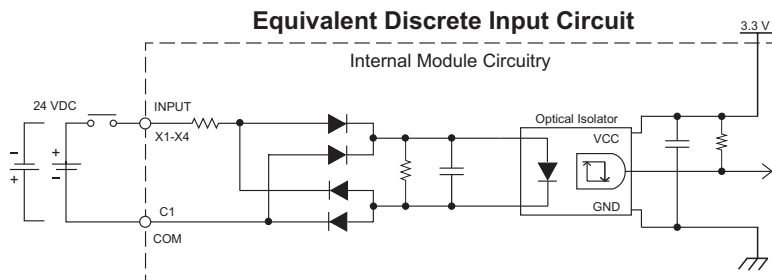 Equivalent Discrete Input Circuit
3.3 V
Internal Module Circuitry
24 VDC
INPUT
X1-X4
Optical Isolator
VCC
GND
C1
COM